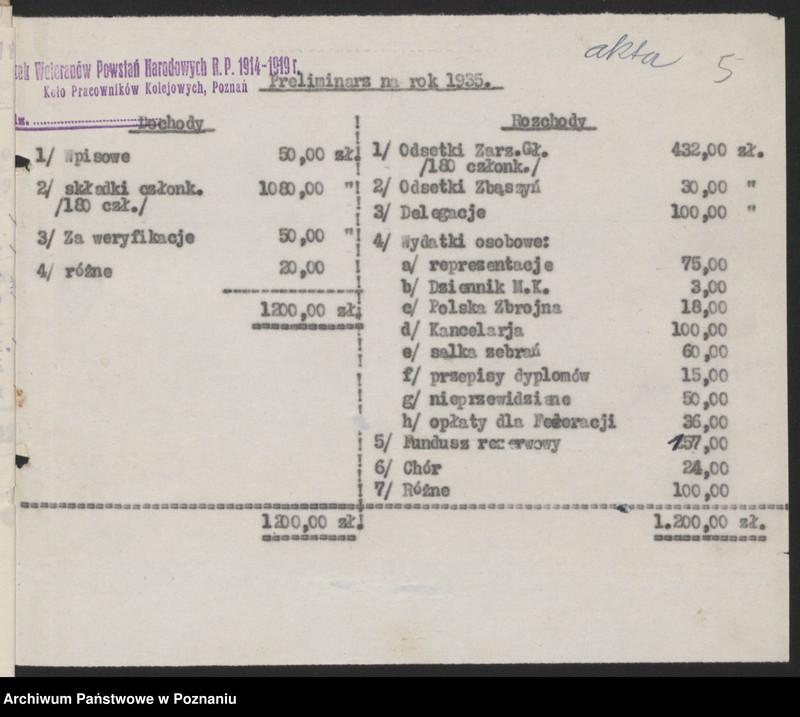 akta 5
Weteranów Powstań Narodowych R.P. 1914-1919 r.
Koło Pracowników Kolejowych, Poznań
Preliminarz na rok 1935.
Dochody
1/ Wpisowe 50,00 zł.
2/ składki członk. 1080,00 "
/180 czł./
3/ Za weryfikacje 50,00 "
4/ różne 20,00
1200,00 zł.
Rozchody
1/ Odsetki Zarz.Gł. 432,00 zł.
/180 członk./
2/ Odsetki Zbąszyń 30,00 "
3/ Delegacje 100,00 "
4/ Wydatki osobowe:
a/ reprezentacje 75,00
b/ Dziennik M.K. 3,00
c/ Polska Zbrojna 18,00
d/ Kancelarja 100,00
e/ salka zebrań 60,00
f/ przepisy dyplomów 15,00
g/ nieprzewidziane 50,00
h/ opłaty dla Federacji 36,00
5/ Fundusz rezerwowy 157,00
6/ Chór 24,00
7/ Różne 100,00
1200,00 zł. 1.200,00 zł.
Archiwum Państwowe w Poznaniu